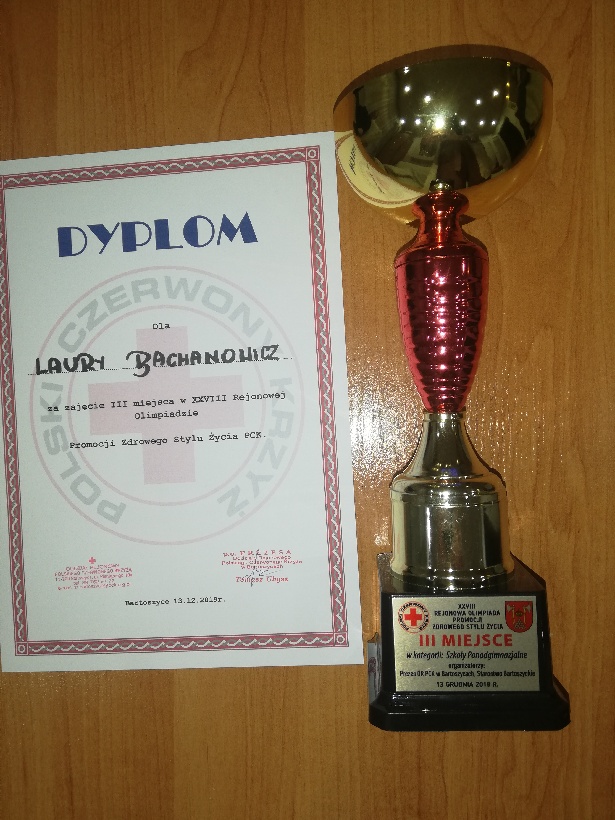 DYPLOM
POLSKI CZERWONY KRZYŻ
Dla
LAURY BACHANOWICZ
za zajęcie III miejsca w XXVIII Rejonowej
Olimpiadzie
Promocji Zdrowego Stylu Życia PCK.
Bartoszyce 13.12.2019r.
XXVIII
REJONOWA OLIMPIADA
PROMOCJI
ZDROWEGO STYLU ŻYCIA
III MIEJSCE
w kategorii: Szkoły Ponadgimnazjalne
organizatorzy:
Prezes OR PCK w Bartoszycach, Starostwo Bartoszyckie
13 GRUDNIA 2019 R.